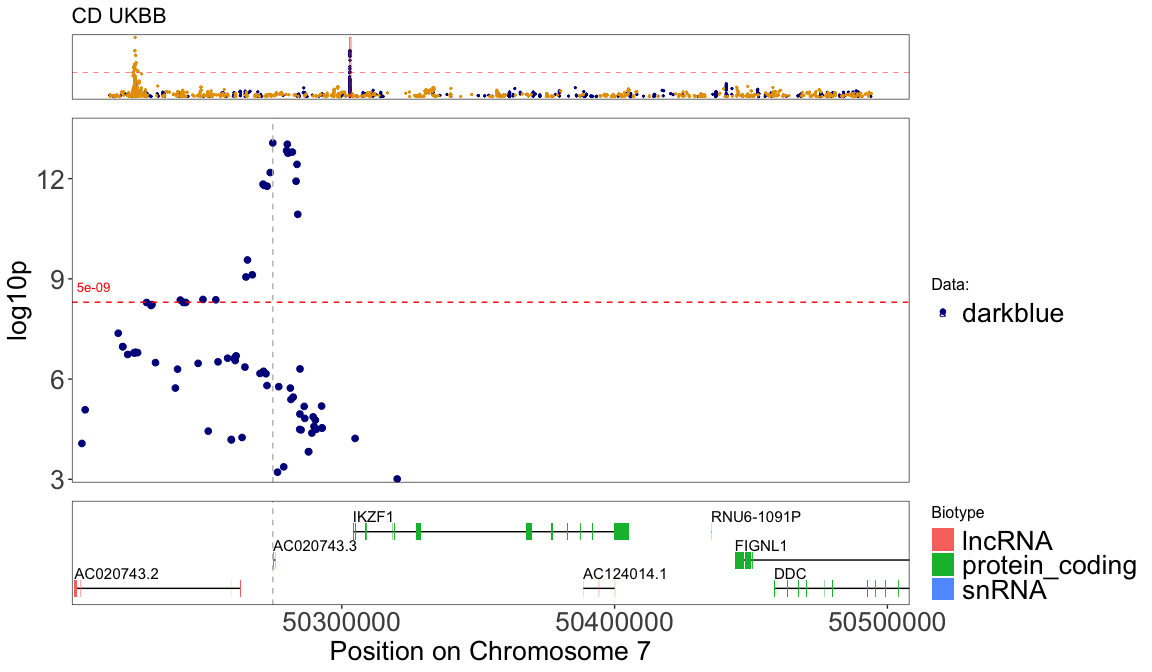 CD UKBB
log10p
12
9
6
3
5e-09
Data:
darkblue
IKZF1
RNU6-1091P
AC020743.3
FIGNL1
AC020743.2
AC124014.1
DDC
Biotype
lncRNA
protein_coding
snRNA
50300000
50400000
50500000
Position on Chromosome 7